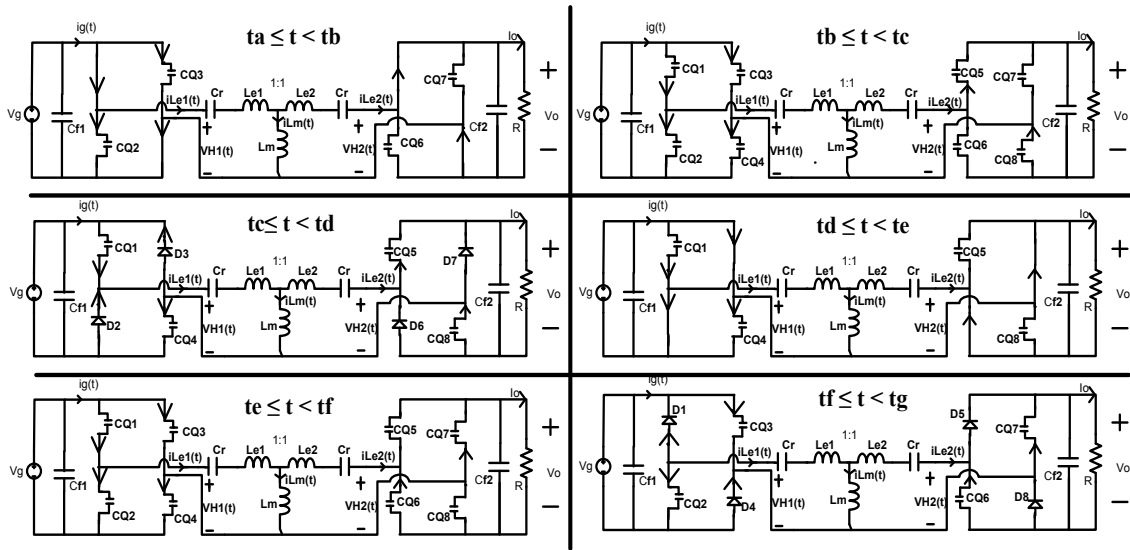 ta ≤ t < tb
ig(t)
Io
CQ3
CQ7
1:1
Cr Le1 Le2 Cr
iLe1(t) iLe2(t)
iLm(t)
Vg
Cf1
CQ2
VH1(t)
Lm
VH2(t)
CQ6
Cf2
R
Vo
+
−
tb ≤ t < tc
ig(t)
Io
CQ1
CQ3
CQ5
CQ7
1:1
Cr Le1 Le2 Cr
iLe1(t) iLe2(t)
iLm(t)
Vg
Cf1
CQ2
CQ4
VH1(t)
Lm
VH2(t)
CQ6
CQ8
Cf2
R
Vo
+
−
tc≤ t < td
ig(t)
Io
CQ1
D3
CQ5
D7
1:1
Cr Le1 Le2 Cr
iLe1(t) iLe2(t)
iLm(t)
Vg
Cf1
D2
CQ4
VH1(t)
Lm
VH2(t)
D6
CQ8
Cf2
R
Vo
+
−
td ≤ t < te
ig(t)
Io
CQ1
CQ5
1:1
Cr Le1 Le2 Cr
iLe1(t) iLe2(t)
iLm(t)
Vg
Cf1
CQ4
VH1(t)
Lm
VH2(t)
CQ8
Cf2
R
Vo
+
−
te ≤ t < tf
ig(t)
Io
CQ1
CQ3
CQ5
CQ7
1:1
Cr Le1 Le2 Cr
iLe1(t) iLe2(t)
iLm(t)
Vg
Cf1
CQ2
CQ4
VH1(t)
Lm
VH2(t)
CQ6
CQ8
Cf2
R
Vo
+
−
tf ≤ t < tg
ig(t)
Io
D1
CQ3
D5
CQ7
1:1
Cr Le1 Le2 Cr
iLe1(t) iLe2(t)
iLm(t)
Vg
Cf1
CQ2
D4
VH1(t)
Lm
VH2(t)
CQ6
D8
Cf2
R
Vo
+
−